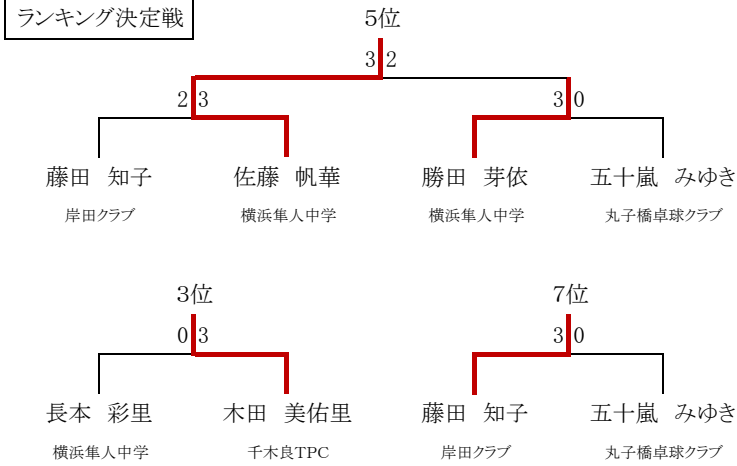 ランキング決定戦
5位
3 2
2 3
3 0
藤田 知子
佐藤 帆華
勝田 芽依
五十嵐 みゆき
岸田クラブ
横浜隼人中学
横浜隼人中学
丸子橋卓球クラブ
3位
7位
0 3
3 0
長本 彩里
木田 美佑里
藤田 知子
五十嵐 みゆき
横浜隼人中学
千木良TPC
岸田クラブ
丸子橋卓球クラブ